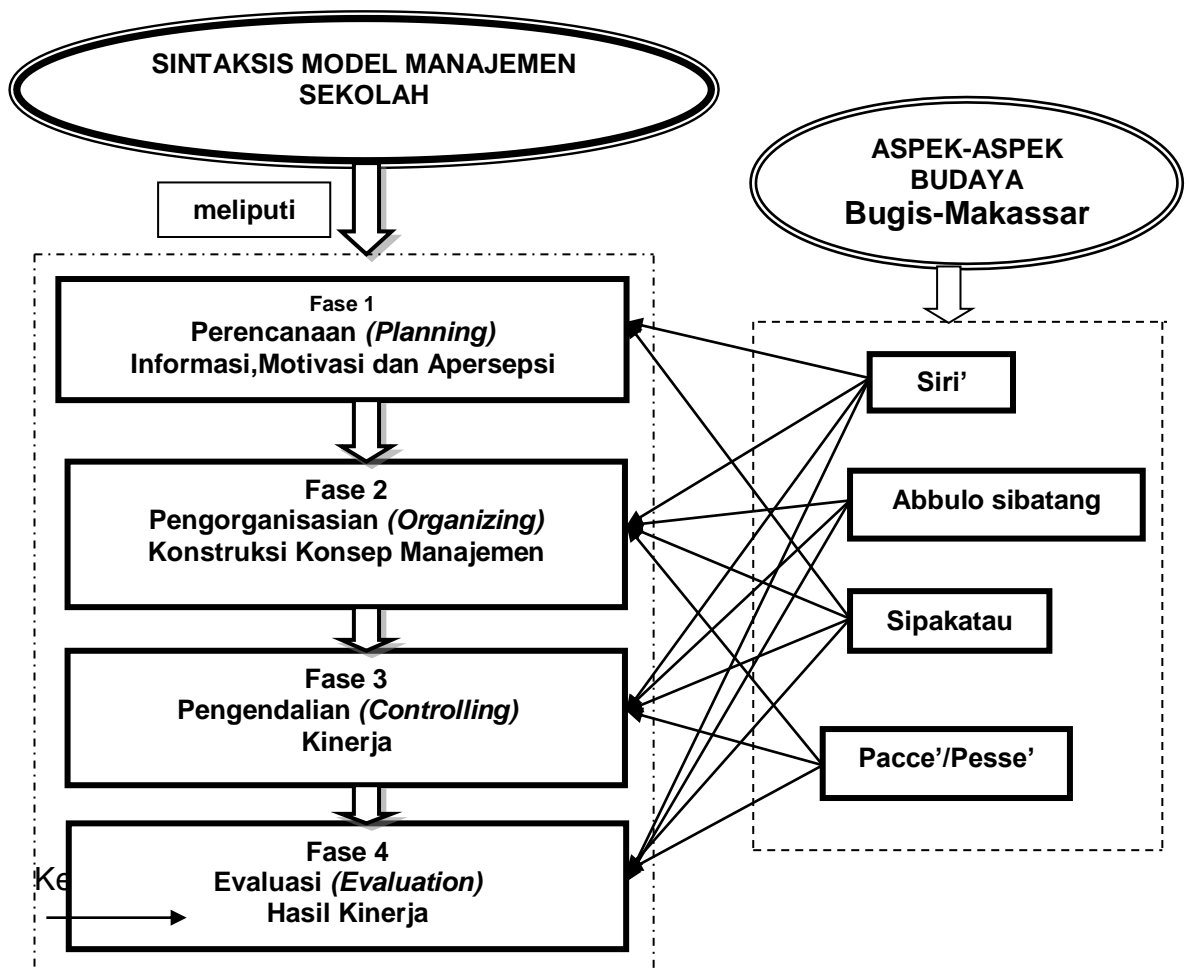 SINTAKSIS MODEL MANAJEMEN
SEKOLAH
meliputi
Fase 1
Perencanaan (Planning)
Informasi,Motivasi dan Apersepsi
Fase 2
Pengorganisasian (Organizing)
Konstruksi Konsep Manajemen
Fase 3
Pengendalian (Controlling)
Kinerja
Fase 4
Evaluasi (Evaluation)
Hasil Kinerja
ASPEK-ASPEK
BUDAYA
Bugis-Makassar
Siri’
Abbulo sibatang
Sipakatau
Pacce’/Pesse’